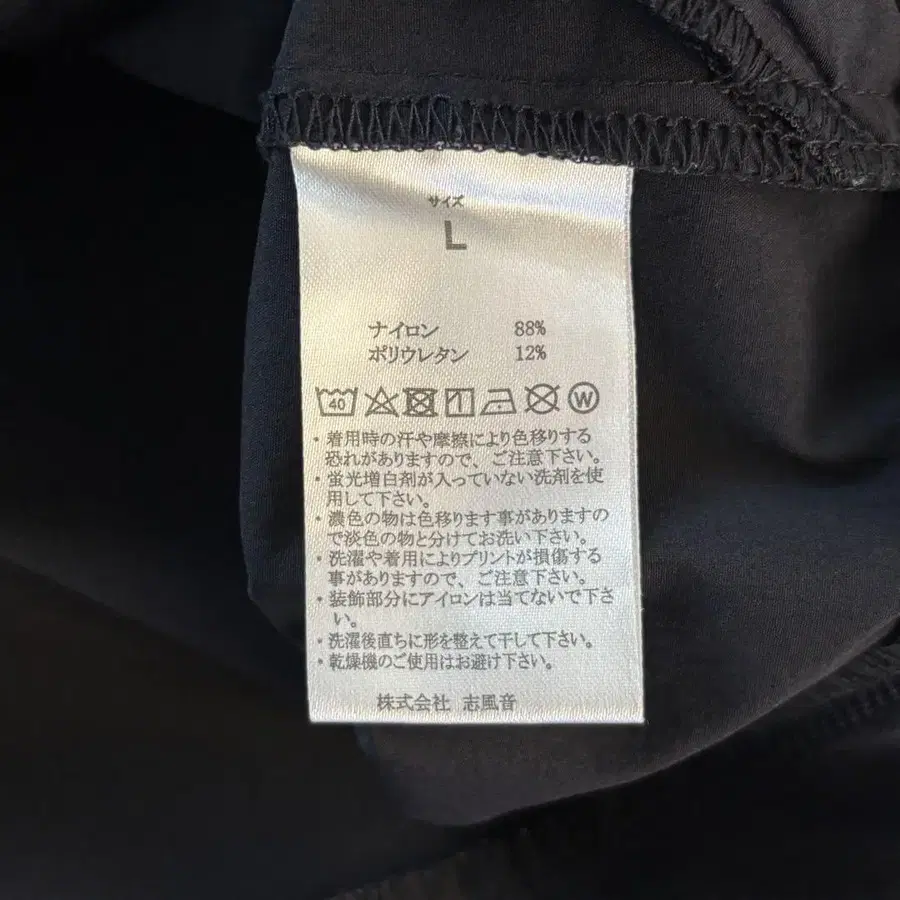 サイズ
L
ナイロン 88%
ポリウレタン 12%
40 W
・着用時の汗や摩擦により色移りする
恐れがありますので、ご注意下さい。
・蛍光増白剤が入っていない洗剤を使
用して下さい。
・濃色の物は色移ります事がありますの
で淡色の物と分けてお洗い下さい。
・洗濯や着用によりプリントが損傷する
事がありますので、ご注意下さい。
・装飾部分にアイロンは当てないで下さ
い。
・洗濯後直ちに形を整えて干して下さい。
・乾燥機のご使用はお避け下さい。
株式会社 志風音